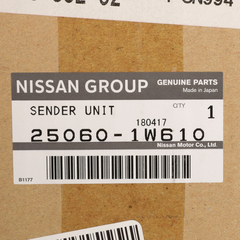 NISSAN GROUP
GENUINE PARTS
Made in Japan
SENDER UNIT
QTY
1
180417
25060-1W610
Nissan Motor Co., Ltd.
B1177